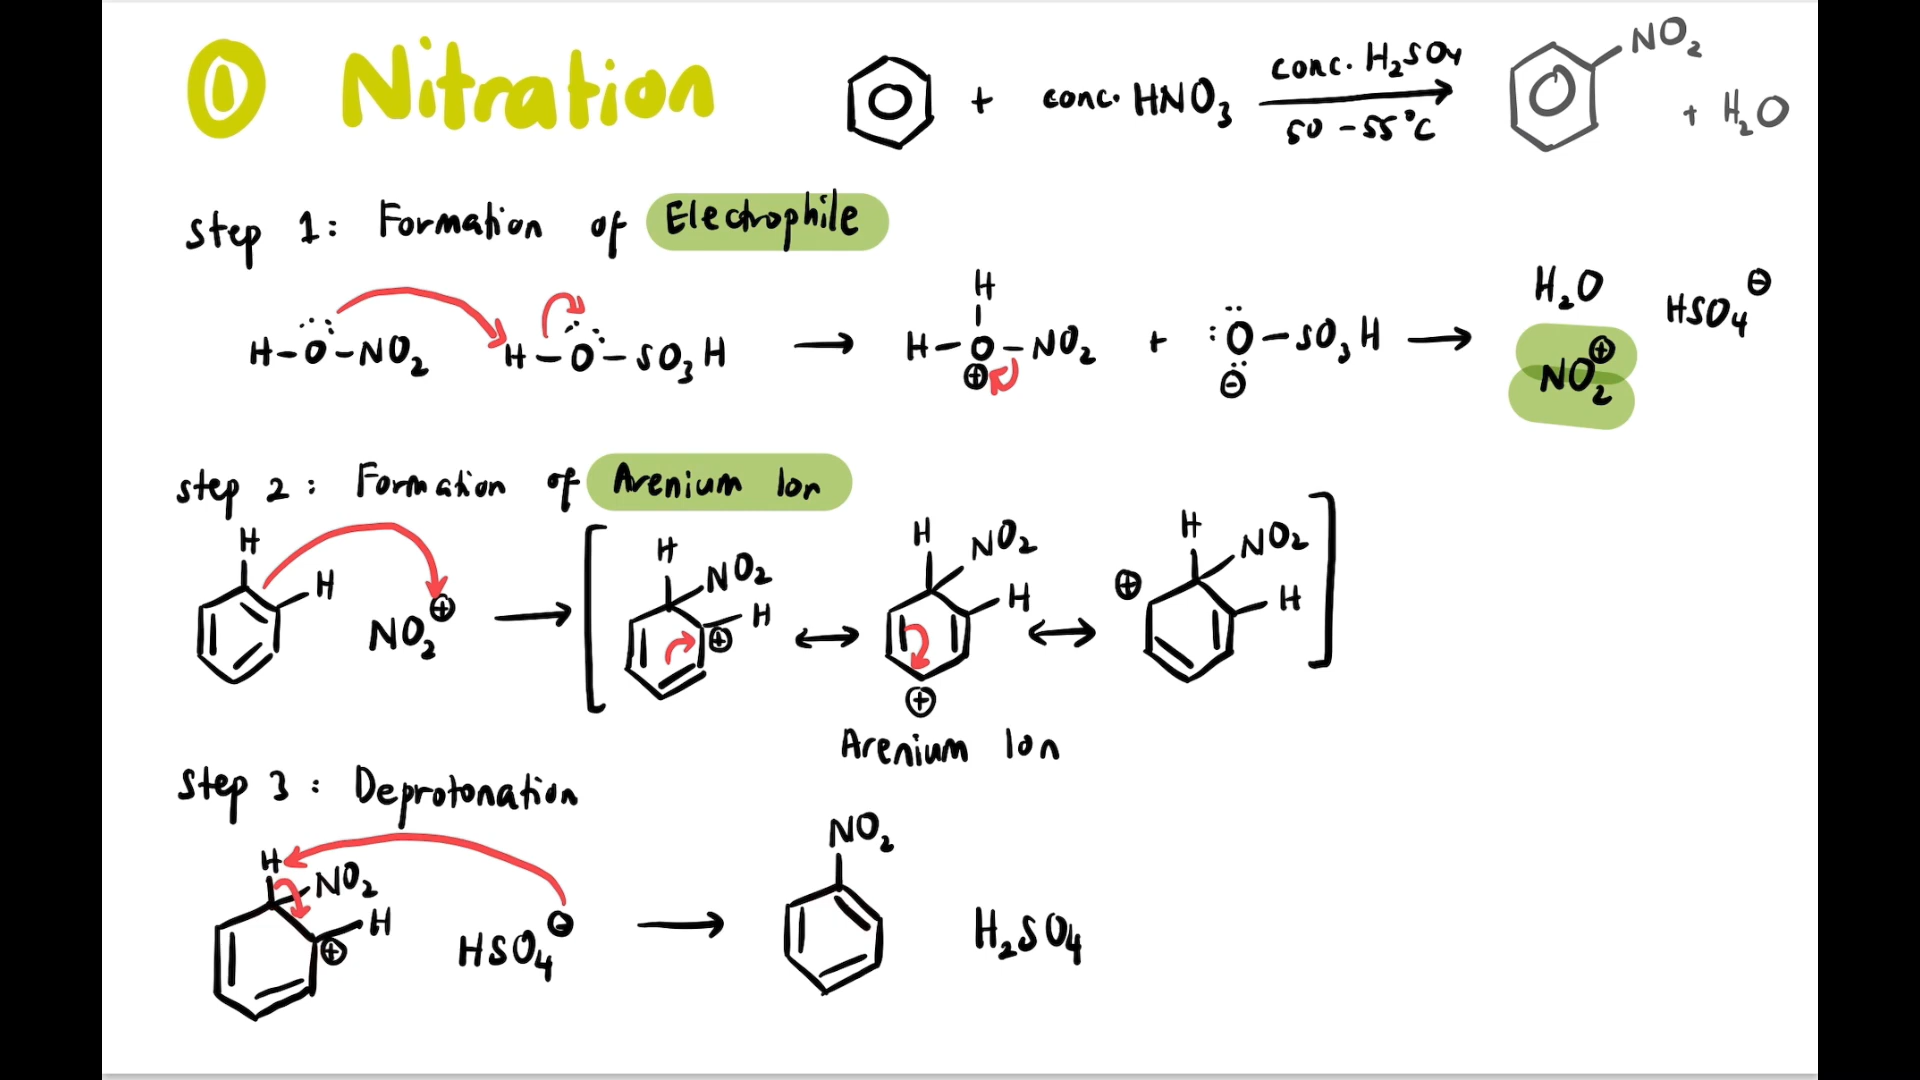 ① Nitration
+ conc. HNO₃ conc. H₂SO₄ 50-55°C NO₂ + H₂O
Step 1: Formation of Electrophile
H-O-NO₂ H-O-SO₃H → H H-O-NO₂ ⊕ + :O-SO₃H ⊖ → H₂O NO₂⊕ HSO₄⊖
Step 2: Formation of Arenium Ion
H H NO₂⊕ → [ H NO₂ H ⊕ ↔ H NO₂ H ⊕ ↔ H NO₂ H ⊕ ]
Arenium Ion
Step 3: Deprotonation
H NO₂ H ⊕ HSO₄⊖ → NO₂ H₂SO₄